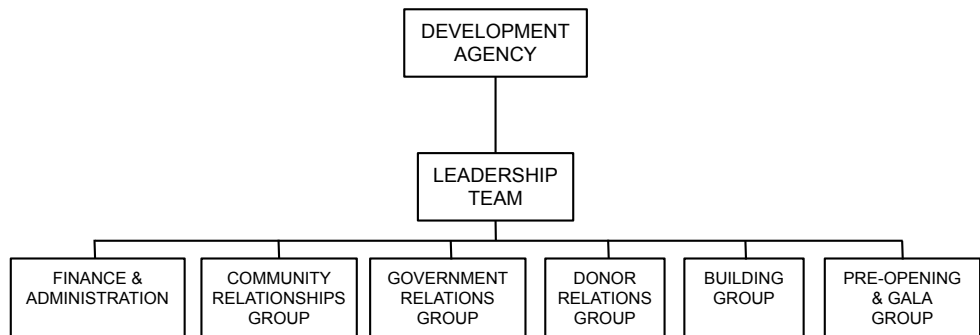 DEVELOPMENT
AGENCY
LEADERSHIP
TEAM
FINANCE &
ADMINISTRATION
COMMUNITY
RELATIONSHIPS
GROUP
GOVERNMENT
RELATIONS
GROUP
DONOR
RELATIONS
GROUP
BUILDING
GROUP
PRE-OPENING
& GALA
GROUP